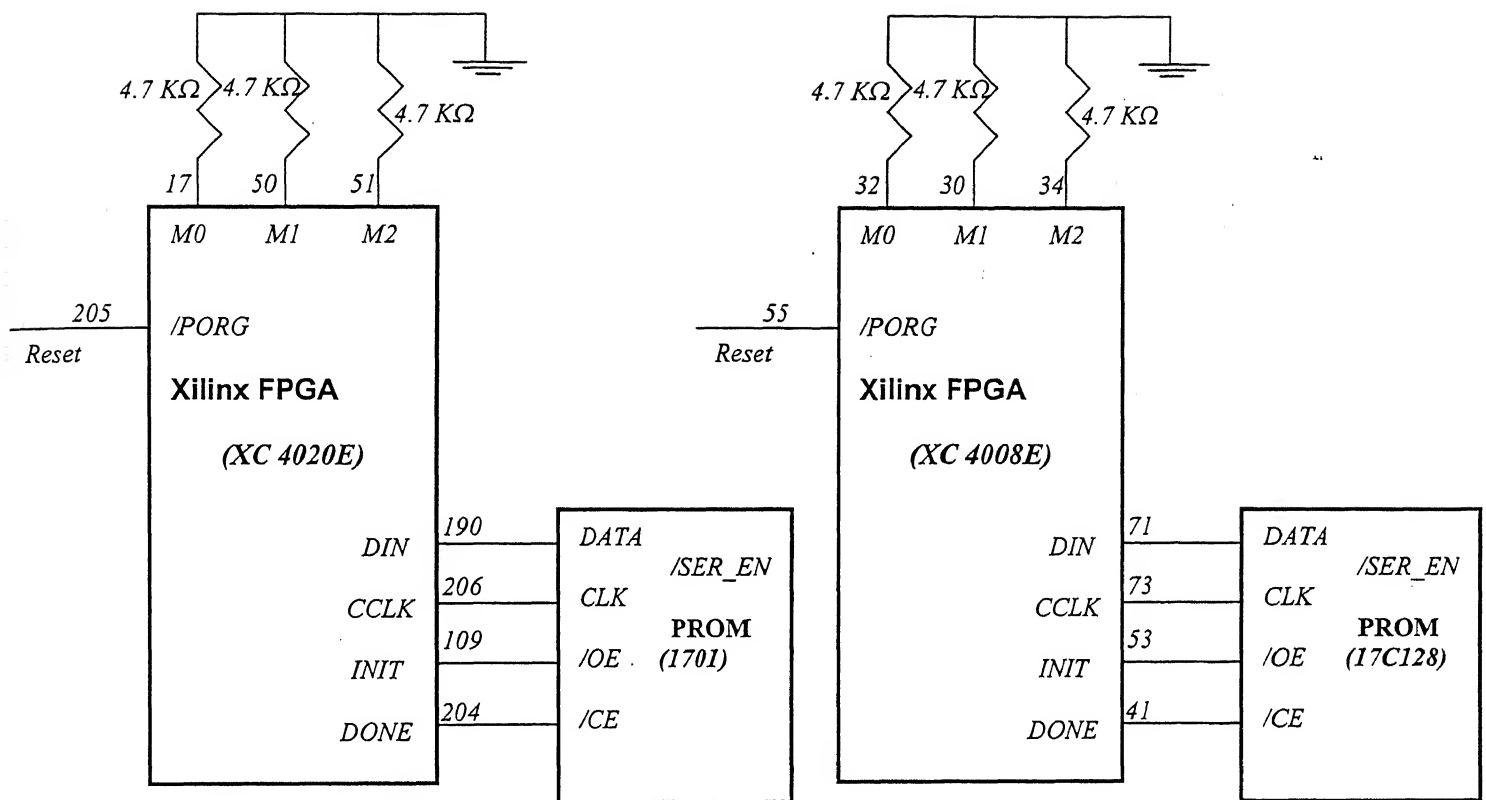 4.7 KΩ 4.7 KΩ 4.7 KΩ
17 50 51
M0 M1 M2
205
/PORG
Reset
Xilinx FPGA
(XC 4020E)
DIN 190 DATA
/SER_EN
CCLK 206 CLK
PROM
(1701)
INIT 109 /OE
DONE 204 /CE
4.7 KΩ 4.7 KΩ 4.7 KΩ
32 30 34
M0 M1 M2
55
/PORG
Reset
Xilinx FPGA
(XC 4008E)
DIN 71 DATA
/SER_EN
CCLK 73 CLK
PROM
(17C128)
INIT 53 /OE
DONE 41 /CE